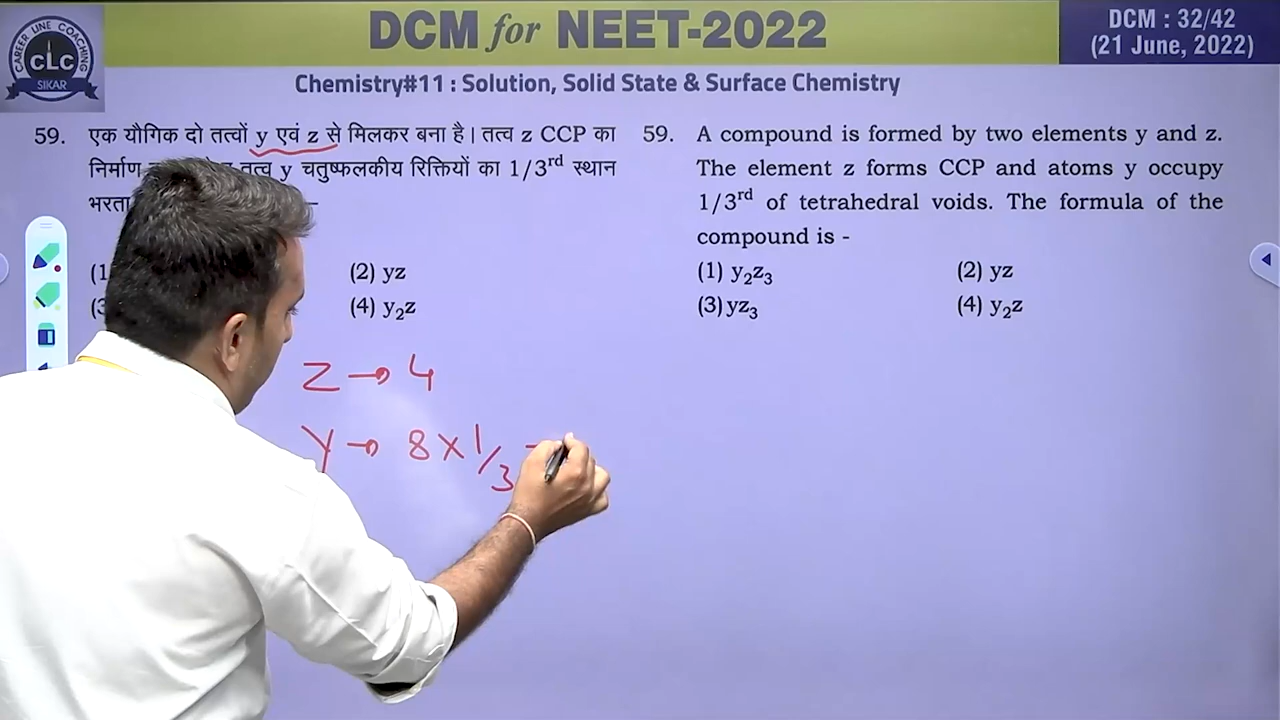 DCM for NEET-2022
DCM : 32/42
(21 June, 2022)
CAREER LINE COACHING
CLC
SIKAR
Chemistry#11 : Solution, Solid State & Surface Chemistry
59. एक यौगिक दो तत्वों y एवं z से मिलकर बना है। तत्व z CCP का
निर्माण तत्व y चतुष्फलकीय रिक्तियों का 1/3rd स्थान
भरता –
(1
(2) yz
(3
(4) y₂z
59. A compound is formed by two elements y and z.
The element z forms CCP and atoms y occupy
1/3rd of tetrahedral voids. The formula of the
compound is -
(1) y₂z₃
(2) yz
(3) yz₃
(4) y₂z
Z → 4
Y → 8 × 1/3